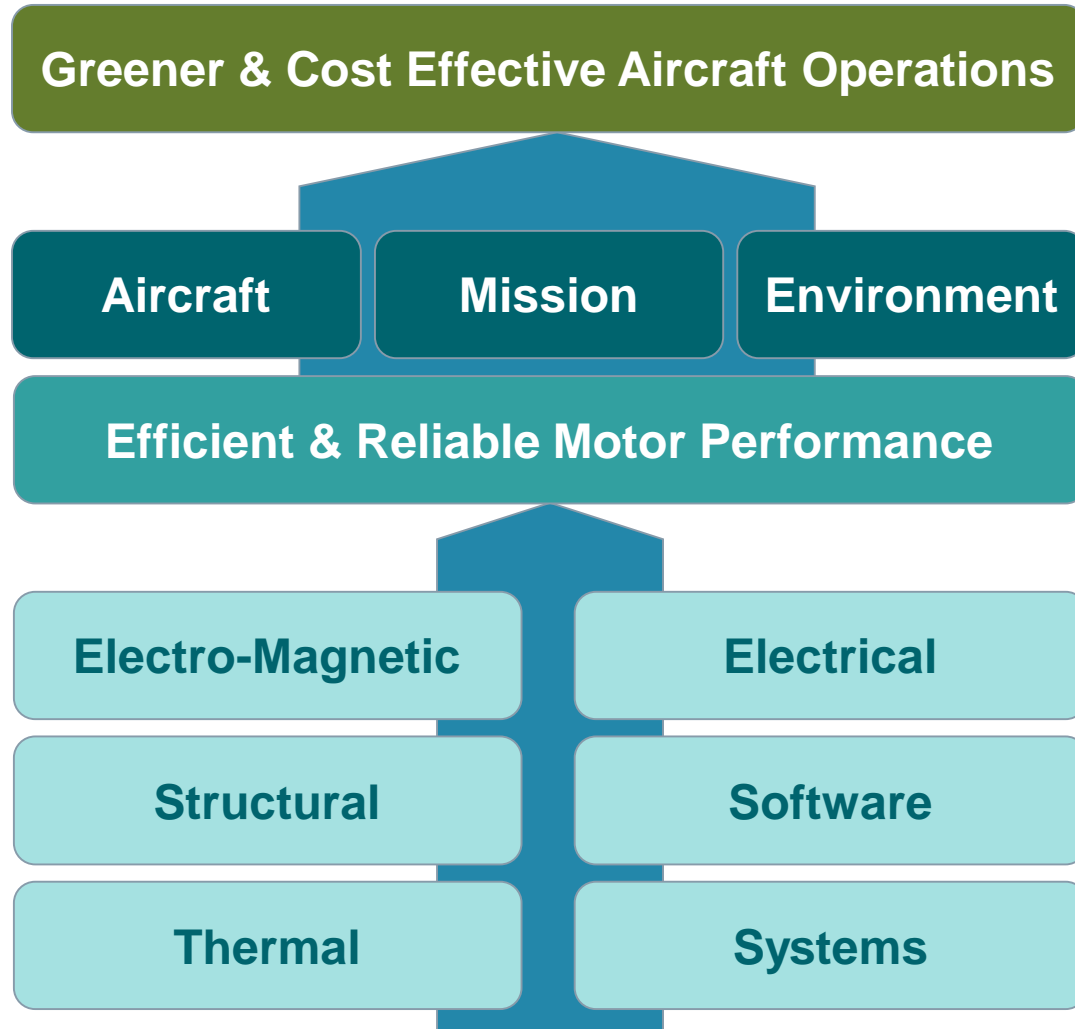 Greener & Cost Effective Aircraft Operations
Aircraft
Mission
Environment
Efficient & Reliable Motor Performance
Electro-Magnetic
Electrical
Structural
Software
Thermal
Systems